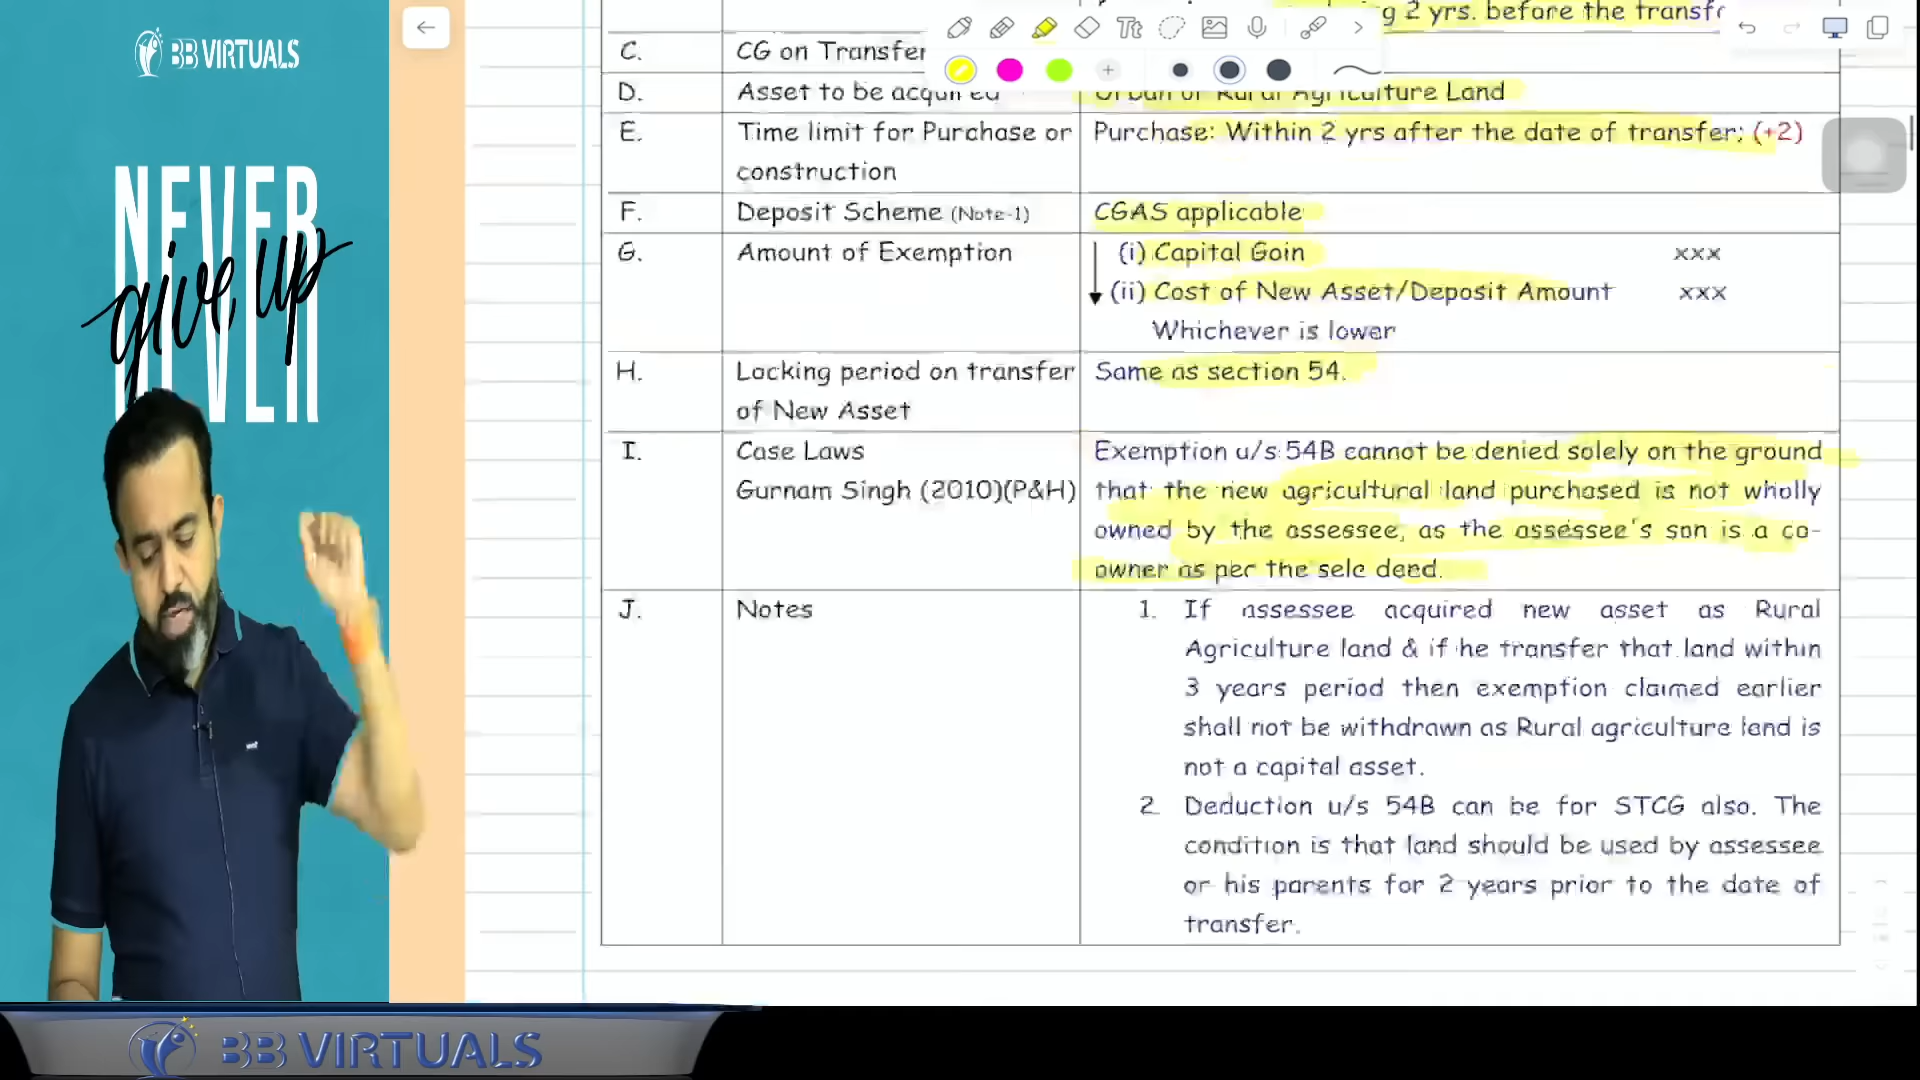 BB VIRTUALS
NEVER
give up
NEVER
g 2 yrs. before the transf
C. CG on Transfer
D. Asset to be acquired Urban or Rural Agriculture Land
E. Time limit for Purchase or Purchase: Within 2 yrs after the date of transfer; (+2)
construction
F. Deposit Scheme (Note-1) CGAS applicable
G. Amount of Exemption (i) Capital Gain xxx
(ii) Cost of New Asset/Deposit Amount xxx
Whichever is lower
H. Locking period on transfer Same as section 54.
of New Asset
I. Case Laws Exemption u/s 54B cannot be denied solely on the ground
Gurnam Singh (2010)(P&H) that the new agricultural land purchased is not wholly
owned by the assessee, as the assessee's son is a co-
owner as per the sale deed.
J. Notes 1. If assessee acquired new asset as Rural
Agriculture land & if he transfer that land within
3 years period then exemption claimed earlier
shall not be withdrawn as Rural agriculture land is
not a capital asset.
2. Deduction u/s 54B can be for STCG also. The
condition is that land should be used by assessee
or his parents for 2 years prior to the date of
transfer.
Tt
BB VIRTUALS